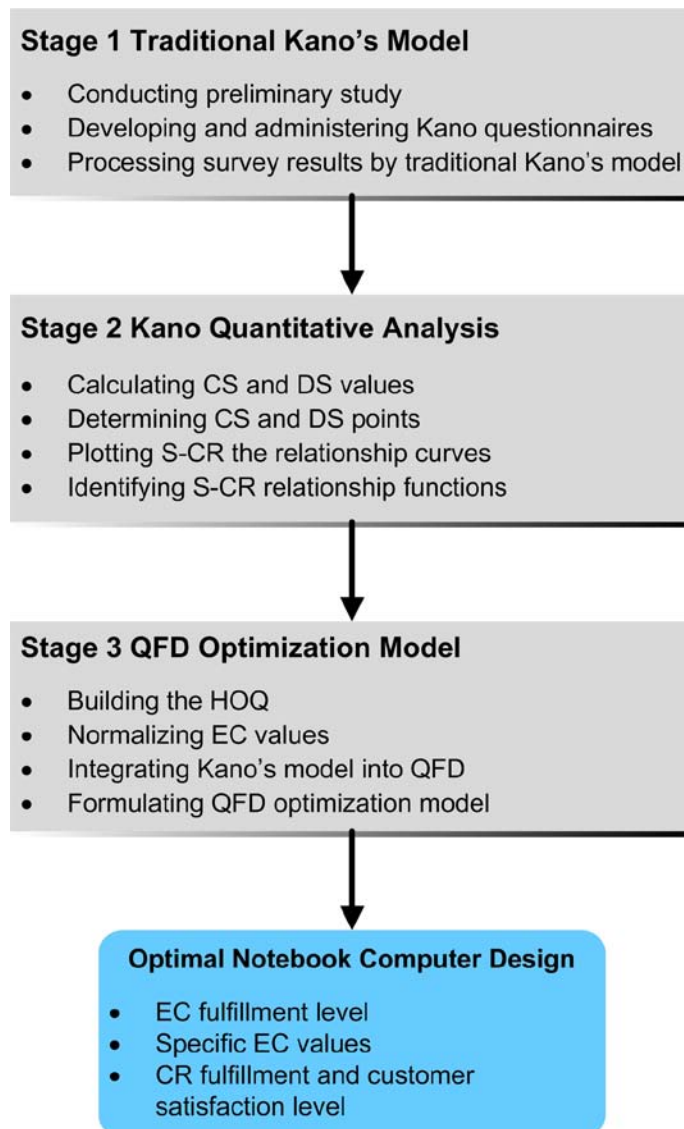 Stage 1 Traditional Kano's Model
• Conducting preliminary study
• Developing and administering Kano questionnaires
• Processing survey results by traditional Kano's model
Stage 2 Kano Quantitative Analysis
• Calculating CS and DS values
• Determining CS and DS points
• Plotting S-CR the relationship curves
• Identifying S-CR relationship functions
Stage 3 QFD Optimization Model
• Building the HOQ
• Normalizing EC values
• Integrating Kano's model into QFD
• Formulating QFD optimization model
Optimal Notebook Computer Design
• EC fulfillment level
• Specific EC values
• CR fulfillment and customer
satisfaction level